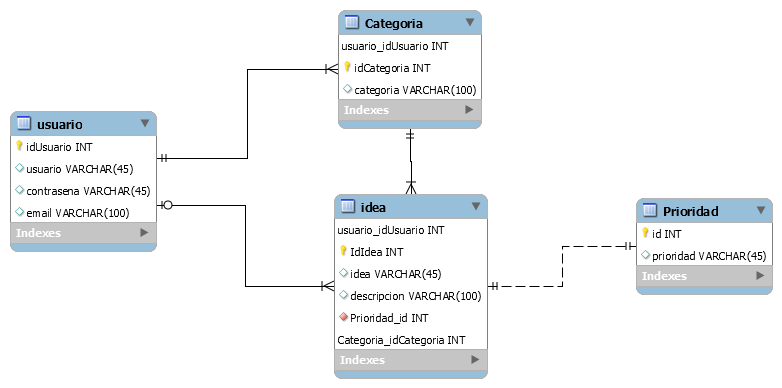 Categoria
usuario_idUsuario INT
idCategoria INT
categoria VARCHAR(100)
Indexes
usuario
idUsuario INT
usuario VARCHAR(45)
contrasena VARCHAR(45)
email VARCHAR(100)
Indexes
idea
usuario_idUsuario INT
IdIdea INT
idea VARCHAR(45)
descripcion VARCHAR(100)
Prioridad_id INT
Categoria_idCategoria INT
Indexes
Prioridad
id INT
prioridad VARCHAR(45)
Indexes